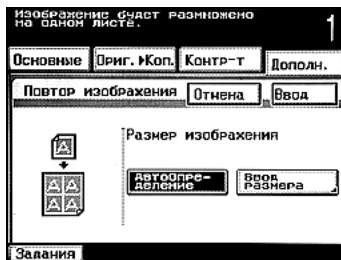 Изображение будет размножено
на одном листе.
1
Основные Ориг.►Коп. Контр-т Дополн.
Повтор изображения Отмена Ввод
Размер изображения
Автоопре-
деление
Ввод
размера
Задания